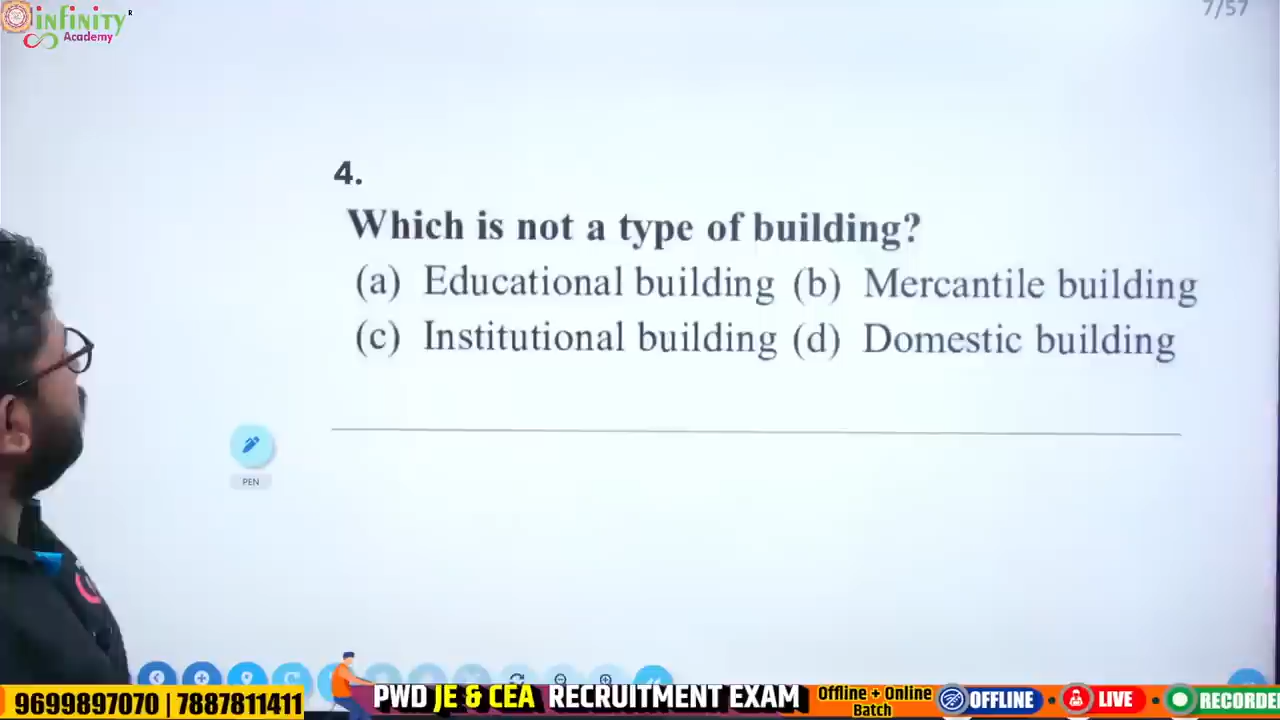 infinity
Academy
7/57
4.
Which is not a type of building?
(a) Educational building (b) Mercantile building
(c) Institutional building (d) Domestic building
PEN
9699897070 | 7887811411
PWD JE & CEA RECRUITMENT EXAM
Offline + Online
Batch
OFFLINE
LIVE
RECORDE